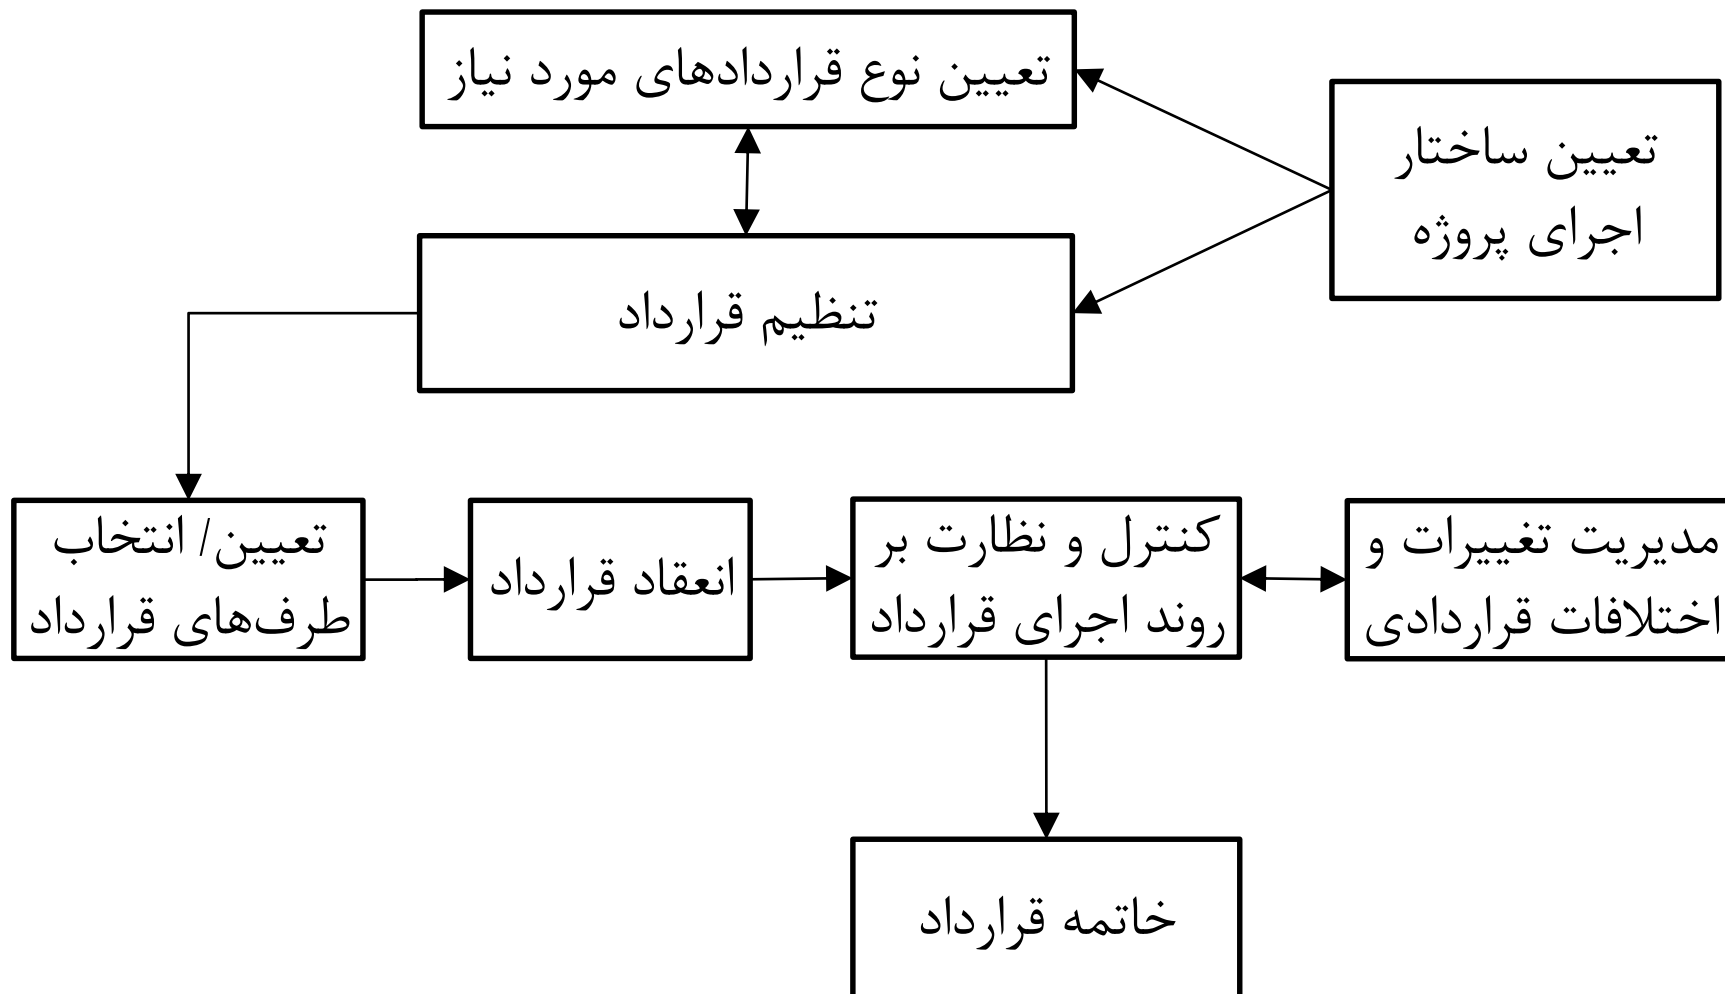 تعیین نوع قراردادهای مورد نیاز
تعیین ساختار
اجرای پروژه
تنظیم قرارداد
تعیین/ انتخاب
طرف‌های قرارداد
انعقاد قرارداد
کنترل و نظارت بر
روند اجرای قرارداد
مدیریت تغییرات و
اختلافات قراردادی
خاتمه قرارداد